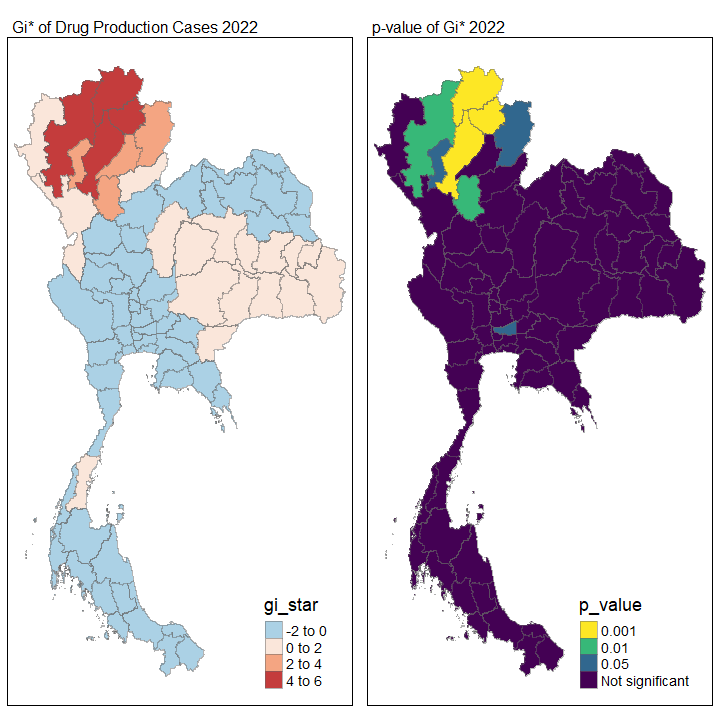 Gi* of Drug Production Cases 2022
gi_star
-2 to 0
0 to 2
2 to 4
4 to 6
p-value of Gi* 2022
p_value
0.001
0.01
0.05
Not significant